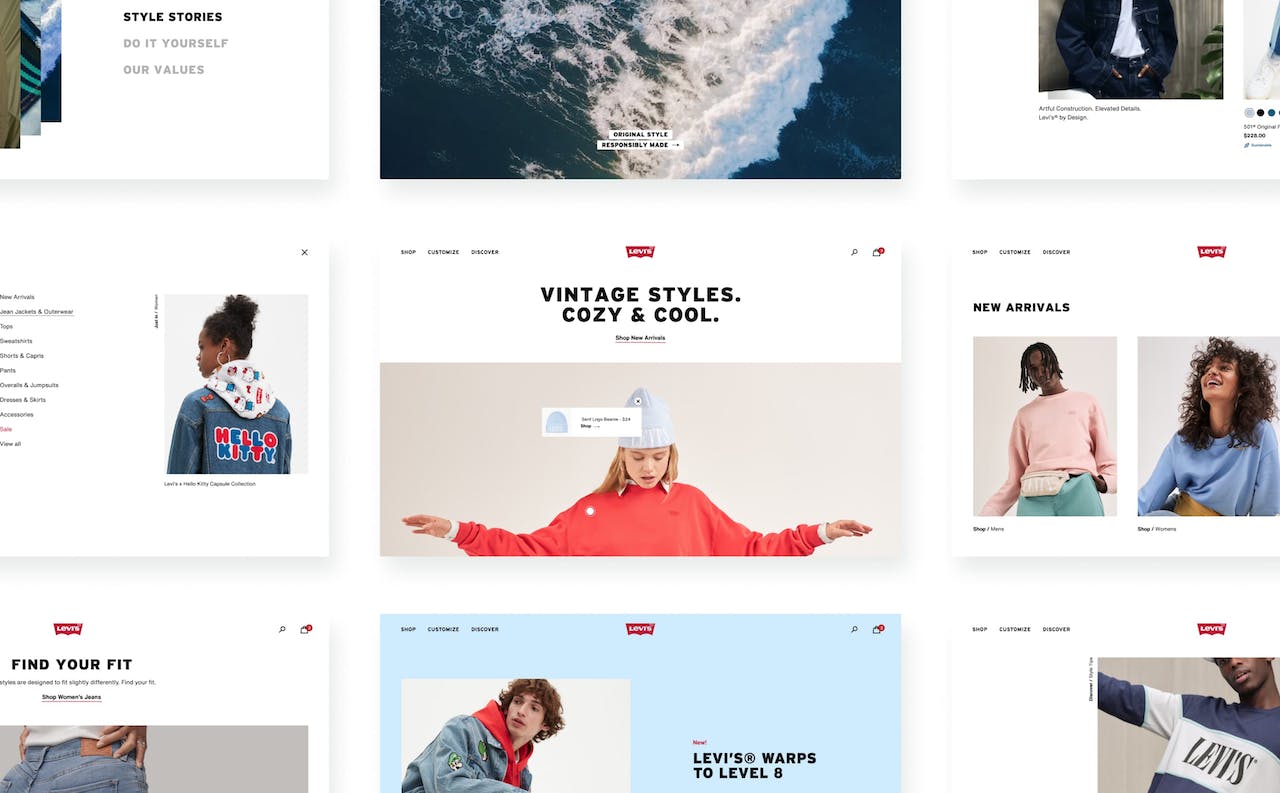 STYLE STORIES
DO IT YOURSELF
OUR VALUES
ORIGINAL STYLE
RESPONSIBLY MADE →
Artful Construction. Elevated Details.
Levi's® by Design.
501® Original
$228.00
Sustainable
New Arrivals
Jean Jackets & Outerwear
Tops
Sweatshirts
Shorts & Capris
Pants
Overalls & Jumpsuits
Dresses & Skirts
Accessories
Sale
View all
Just in / Women
HELLO
KITTY
Levi's x Hello Kitty Capsule Collection
SHOP CUSTOMIZE DISCOVER
LEVI'S
VINTAGE STYLES.
COZY & COOL.
Shop New Arrivals
Logo Beanie - $24
Shop →
SHOP CUSTOMIZE DISCOVER
LEVI'S
NEW ARRIVALS
Shop / Mens
Shop / Womens
LEVI'S
FIND YOUR FIT
styles are designed to fit slightly differently. Find your fit.
Shop Women's Jeans
SHOP CUSTOMIZE DISCOVER
LEVI'S
New!
LEVI'S® WARPS
TO LEVEL 8
SHOP CUSTOMIZE DISCOVER
LEVI'S
Discover / Style Tips
LEVI'S